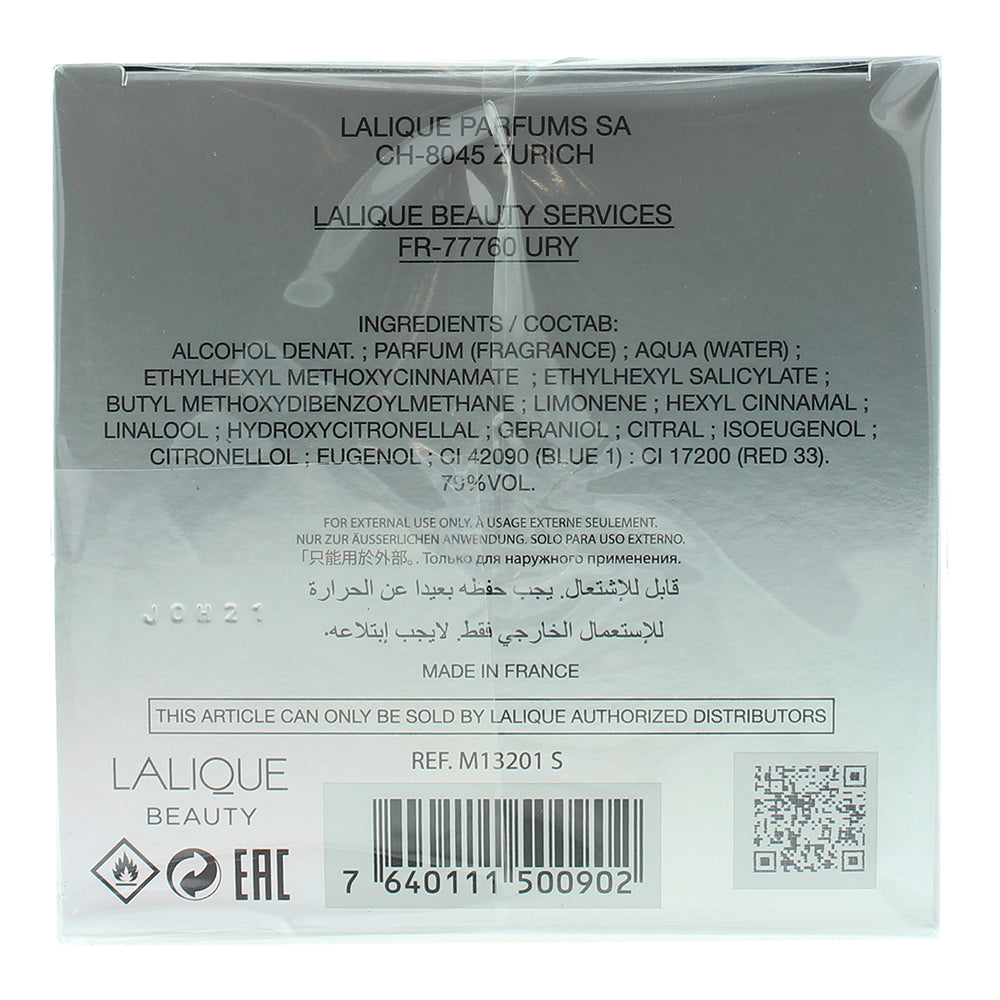 LALIQUE PARFUMS SA
CH-8045 ZURICH
LALIQUE BEAUTY SERVICES
FR-77760 URY
INGREDIENTS / COCTAB:
ALCOHOL DENAT. ; PARFUM (FRAGRANCE) ; AQUA (WATER) ;
ETHYLHEXYL METHOXYCINNAMATE ; ETHYLHEXYL SALICYLATE ;
BUTYL METHOXYDIBENZOYLMETHANE ; LIMONENE ; HEXYL CINNAMAL ;
LINALOOL ; HYDROXYCITRONELLAL ; GERANIOL ; CITRAL ; ISOEUGENOL ;
CITRONELLOL ; EUGENOL ; CI 42090 (BLUE 1) : CI 17200 (RED 33).
79%VOL.
FOR EXTERNAL USE ONLY. À USAGE EXTERNE SEULEMENT.
NUR ZUR ÄUSSERLICHEN ANWENDUNG. SOLO PARA USO EXTERNO.
「只能用於外部。. Только для наружного применения.
قابل للإشتعال. يجب حفظه بعيدا عن الحرارة
للإستعمال الخارجي فقط. لايجب إبتلاعه.
JOH21
MADE IN FRANCE
THIS ARTICLE CAN ONLY BE SOLD BY LALIQUE AUTHORIZED DISTRIBUTORS
LALIQUE
BEAUTY
REF. M13201 S
EAC
7 640111 500902